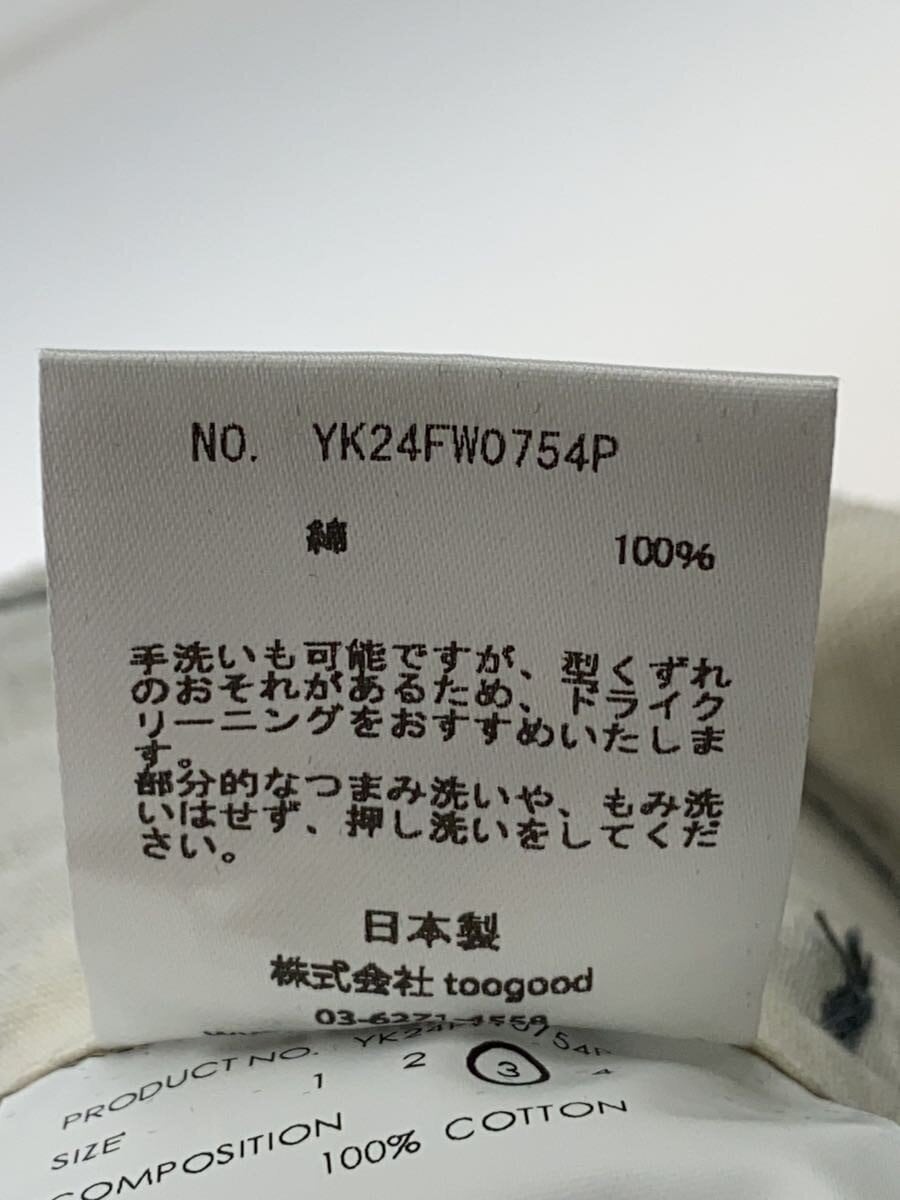 NO. YK24FW0754P
綿 100%
手洗いも可能ですが、型くずれ
のおそれがあるため、ドライク
リーニングをおすすめいたしま
す。
部分的なつまみ洗いや、もみ洗
いはせず、押し洗いをしてくだ
さい。
日本製
株式会社 toogood
PRODUCT NO.
SIZE 1 2 3 4
COMPOSITION
100% COTTON